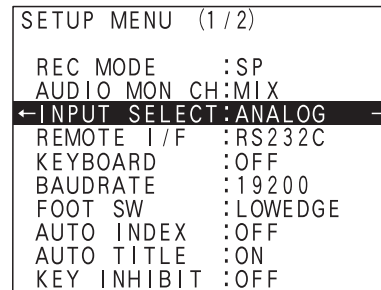 SETUP MENU (1/2)
REC MODE :SP
AUDIO MON CH:MIX
←INPUT SELECT:ANALOG
REMOTE I/F :RS232C
KEYBOARD :OFF
BAUDRATE :19200
FOOT SW :LOWEDGE
AUTO INDEX :OFF
AUTO TITLE :ON
KEY INHIBIT :OFF